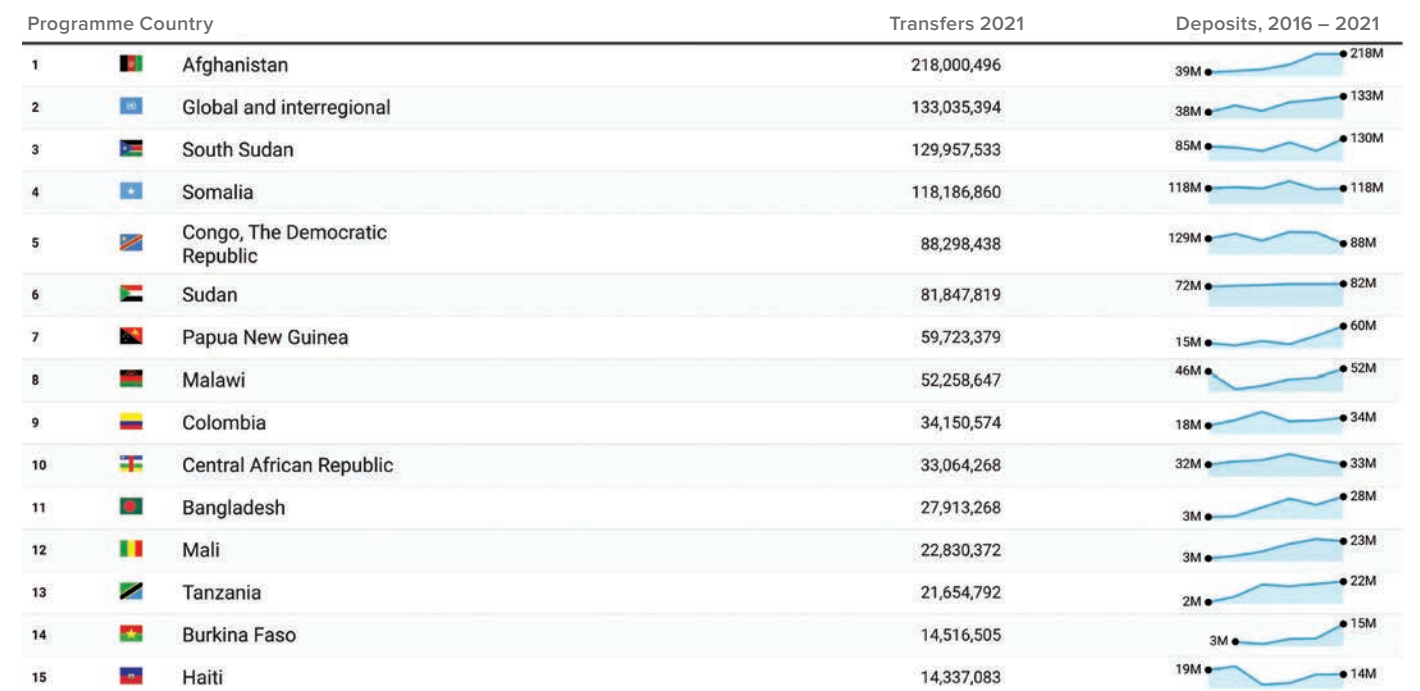 Programme Country Transfers 2021 Deposits, 2016 – 2021
1 Afghanistan 218,000,496 39M 218M
2 Global and interregional 133,035,394 38M 133M
3 South Sudan 129,957,533 85M 130M
4 Somalia 118,186,860 118M 118M
5 Congo, The Democratic
Republic 88,298,438 129M 88M
6 Sudan 81,847,819 72M 82M
7 Papua New Guinea 59,723,379 15M 60M
8 Malawi 52,258,647 46M 52M
9 Colombia 34,150,574 18M 34M
10 Central African Republic 33,064,268 32M 33M
11 Bangladesh 27,913,268 3M 28M
12 Mali 22,830,372 3M 23M
13 Tanzania 21,654,792 2M 22M
14 Burkina Faso 14,516,505 3M 15M
15 Haiti 14,337,083 19M 14M